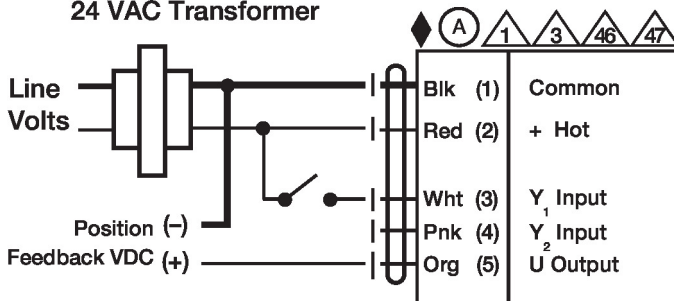 24 VAC Transformer
A 1 3 46 47
Line
Volts
Blk (1) Common
Red (2) + Hot
Wht (3) Y1 Input
Position (–)
Pnk (4) Y2 Input
Feedback VDC (+)
Org (5) U Output